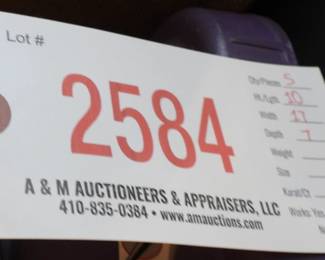 Lot #
2584
A & M AUCTIONEERS & APPRAISERS, LLC
410-835-0384 • www.amauctions.com
Qty/Pieces 5
Ht./Lgth. 10
Width 17
Depth 7
Weight
Size
Karat/CT
Works: Yes